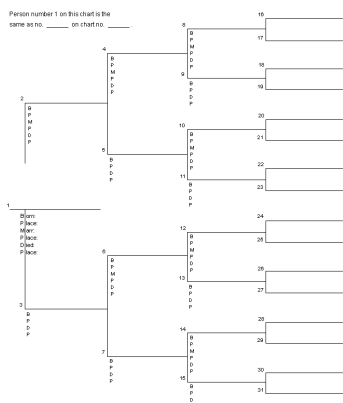 Person number 1 on this chart is the
same as no. ______ on chart no. ______ .
16
8
17
B
P
M
P
D
P
4
B
P
M
P
D
P
18
9
19
B
P
D
P
2
B
P
M
P
D
P
20
10
21
B
P
M
P
D
P
5
B
P
D
P
22
11
23
B
P
D
P
1
Born:
Place:
Marr:
Place:
Died:
Place:
24
12
25
B
P
M
P
D
P
6
B
P
M
P
D
P
26
13
27
B
P
D
P
3
B
P
D
P
28
14
29
B
P
M
P
D
P
7
B
P
D
P
30
15
31
B
P
D